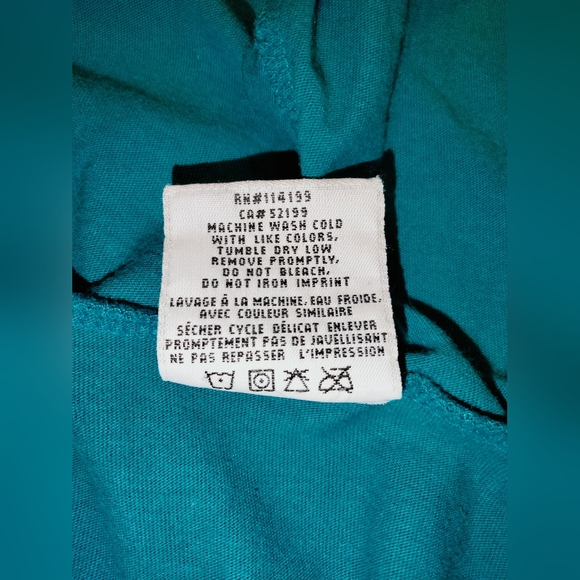 RN#114199
CA#52199
MACHINE WASH COLD
WITH LIKE COLORS,
TUMBLE DRY LOW
REMOVE PROMPTLY,
DO NOT BLEACH,
DO NOT IRON IMPRINT
LAVAGE À LA MACHINE, EAU FROIDE,
AVEC COULEUR SIMILAIRE
SÉCHER CYCLE DÉLICAT ENLEVER
PROMPTEMENT PAS DE JAVELLISANT
NE PAS REPASSER L'IMPRESSION